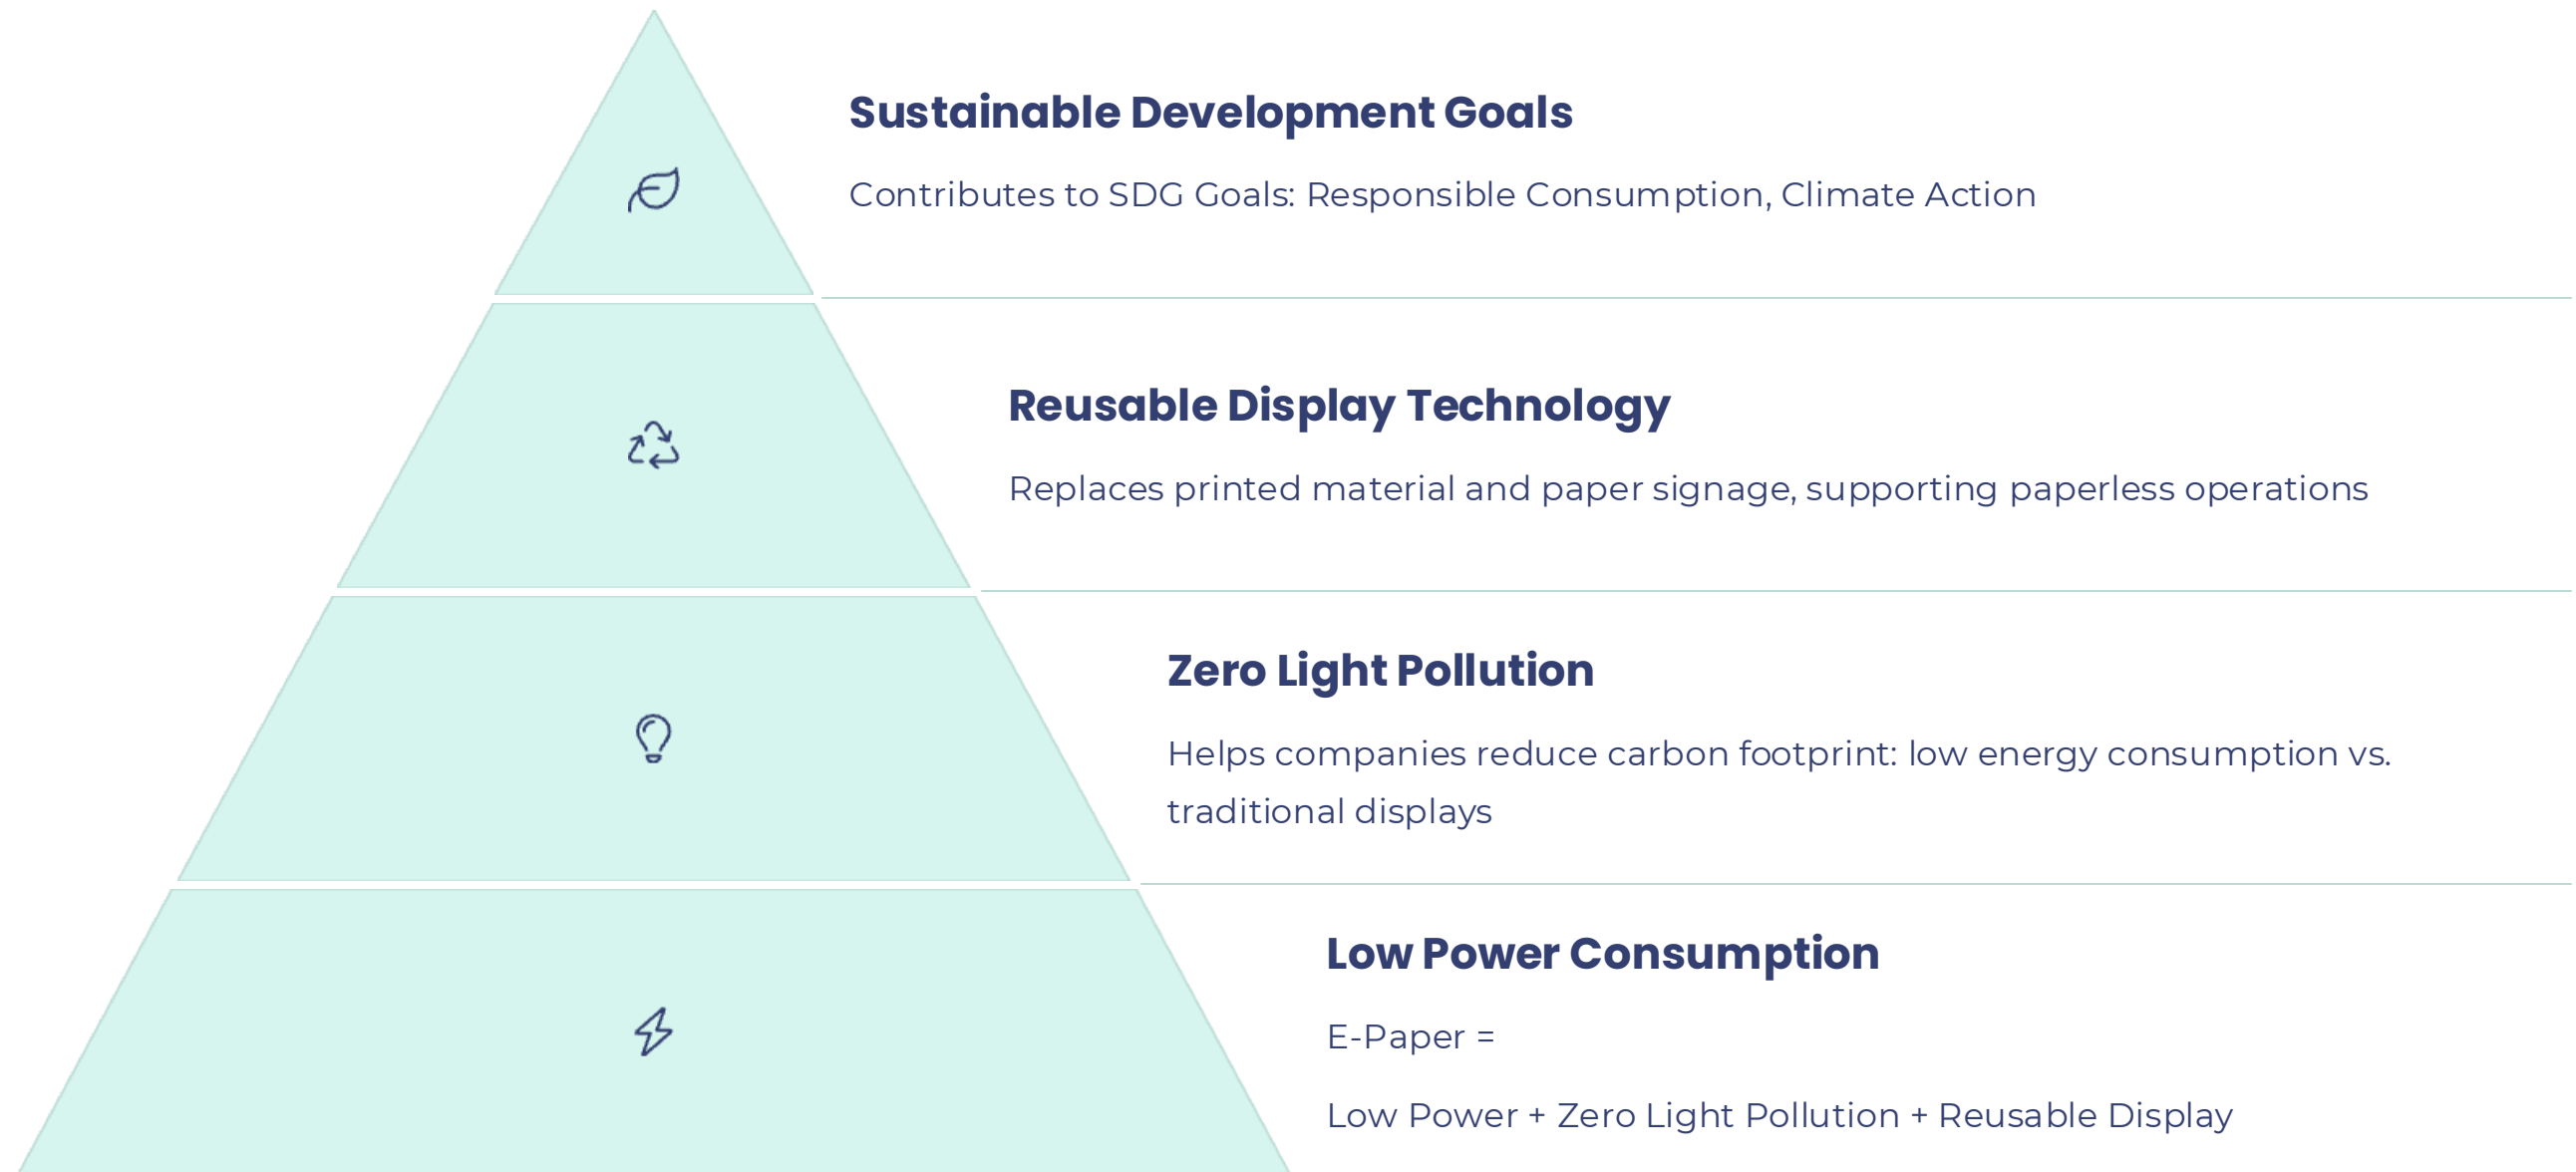 Sustainable Development Goals
Contributes to SDG Goals: Responsible Consumption, Climate Action
Reusable Display Technology
Replaces printed material and paper signage, supporting paperless operations
Zero Light Pollution
Helps companies reduce carbon footprint: low energy consumption vs.
traditional displays
Low Power Consumption
E-Paper =
Low Power + Zero Light Pollution + Reusable Display